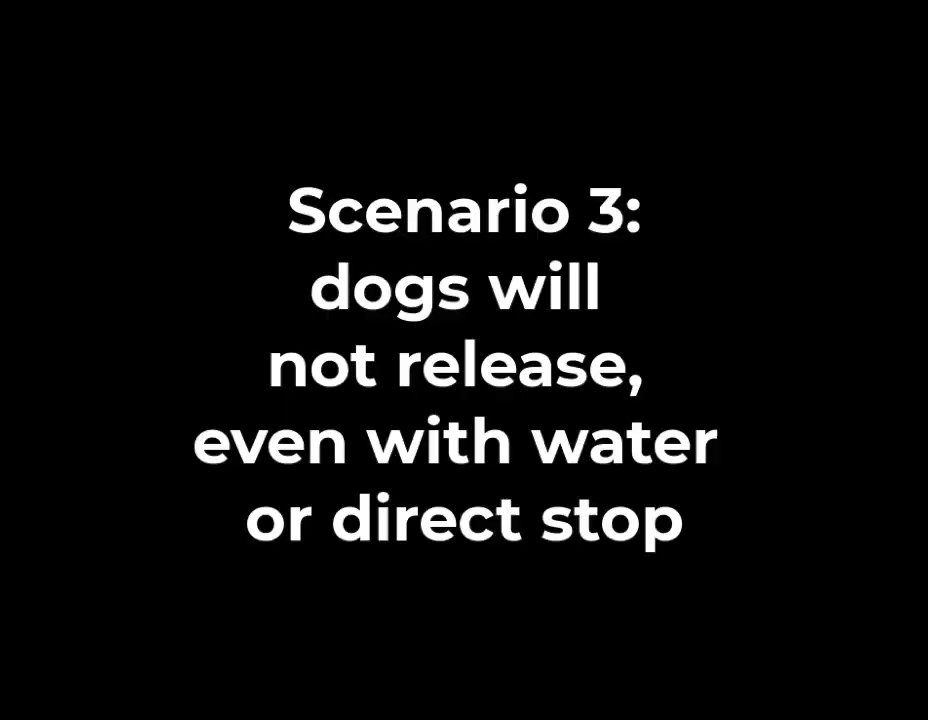 Scenario 3:
dogs will
not release,
even with water
or direct stop